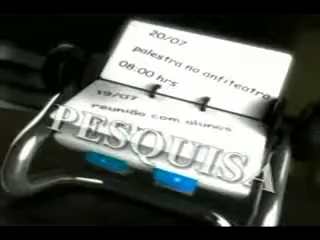 20/07
palestra no anfiteatro
08:00 hrs
19/07
reunião com alunos
PESQUISA